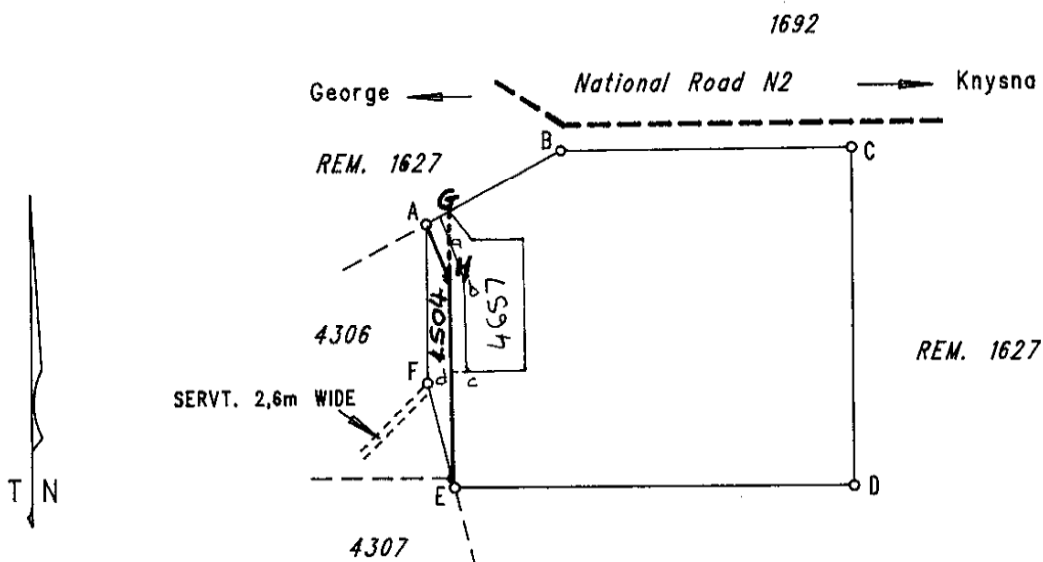 1692
George
National Road N2
Knysna
B
C
REM. 1627
G
A
a
H
b
4504
4657
4306
REM. 1627
F
d
c
SERVT. 2,6m WIDE
T N
E
D
4307